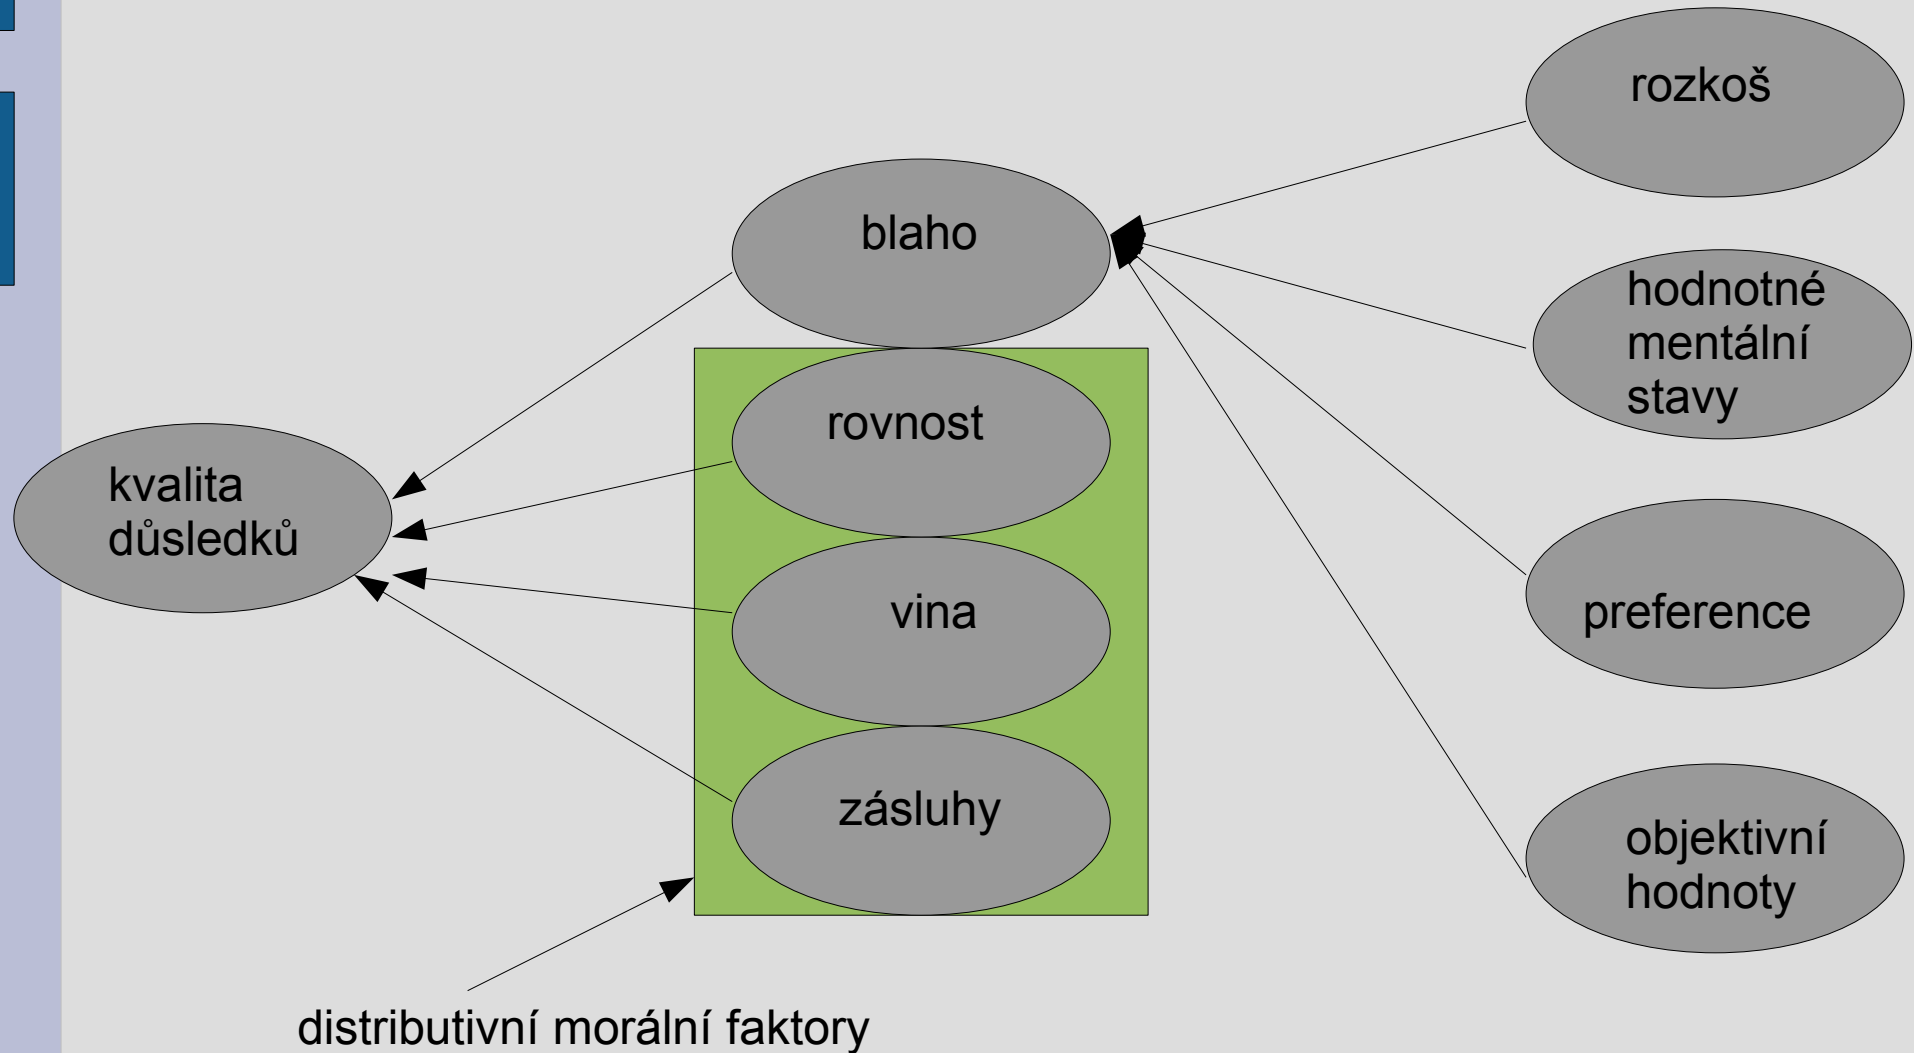 rozkoš
blaho
hodnotné
mentální
stavy
rovnost
kvalita
důsledků
vina
preference
zásluhy
objektivní
hodnoty
distributivní morální faktory